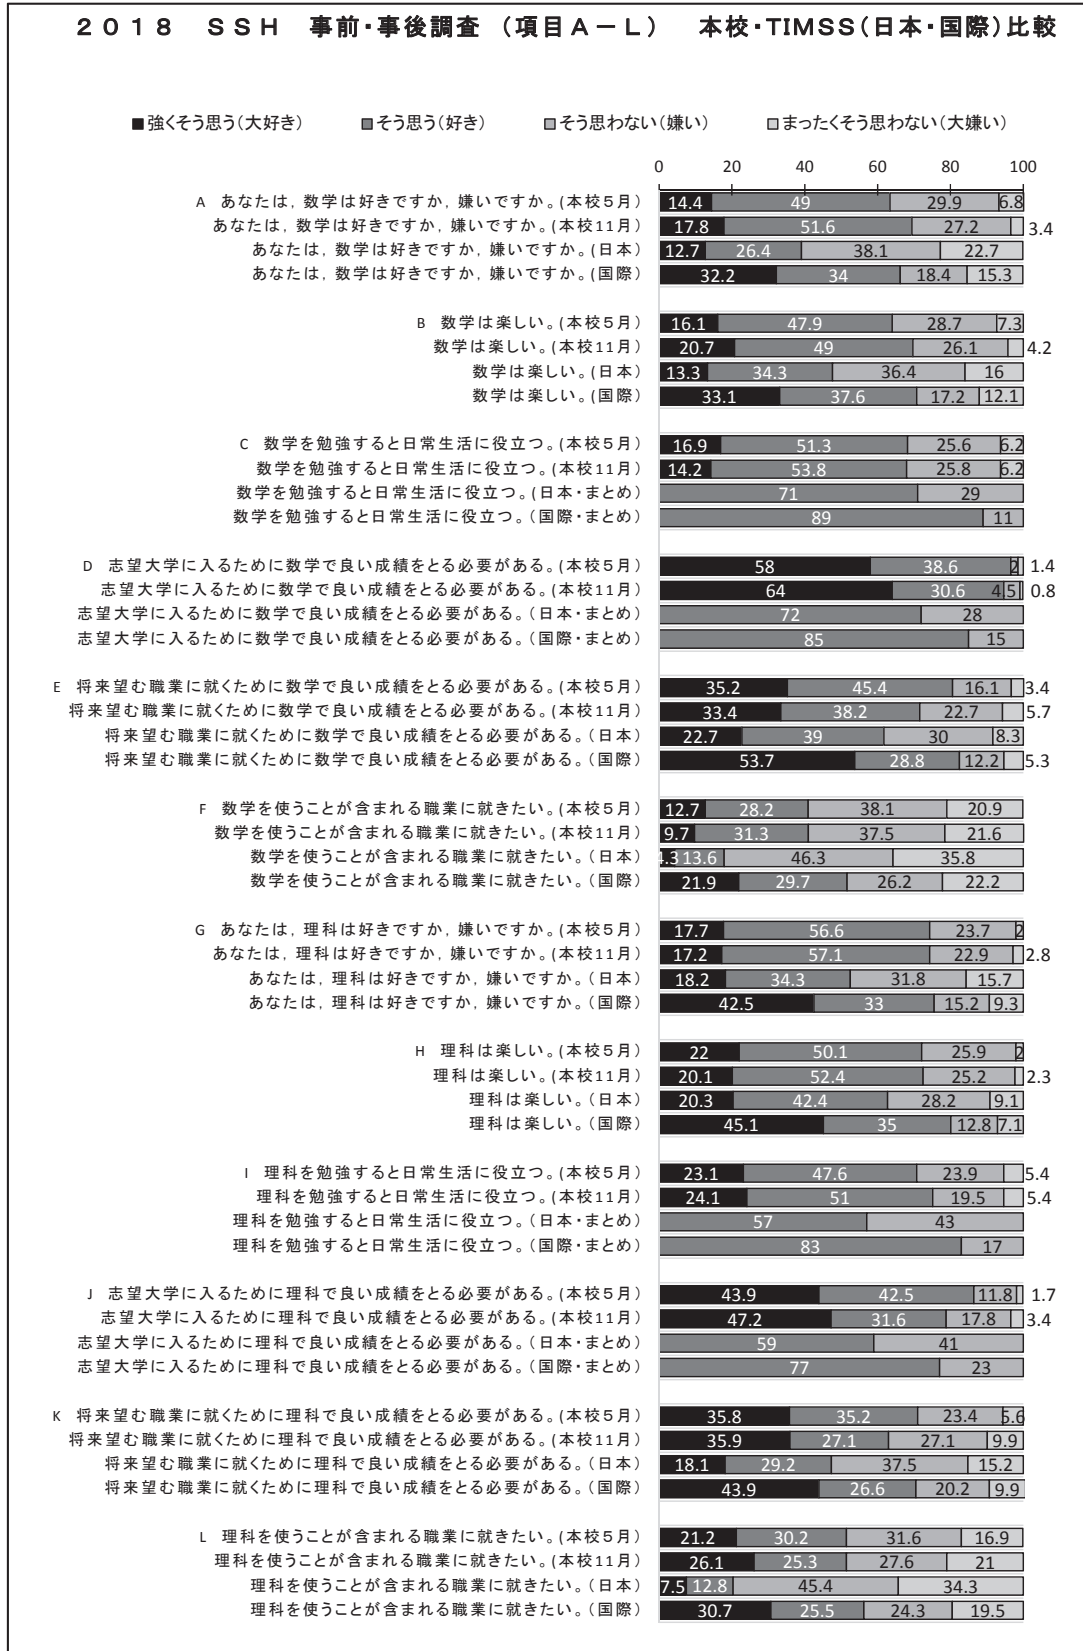 2018 SSH 事前・事後調査 (項目A－L) 本校・TIMSS(日本・国際)比較
■強くそう思う(大好き) ■そう思う(好き) ■そう思わない(嫌い) □まったくそう思わない(大嫌い)
0 20 40 60 80 100
A あなたは,数学は好きですか,嫌いですか。(本校5月) 14.4 49 29.9 6.8
あなたは,数学は好きですか,嫌いですか。(本校11月) 17.8 51.6 27.2 3.4
あなたは,数学は好きですか,嫌いですか。(日本) 12.7 26.4 38.1 22.7
あなたは,数学は好きですか,嫌いですか。(国際) 32.2 34 18.4 15.3
B 数学は楽しい。(本校5月) 16.1 47.9 28.7 7.3
数学は楽しい。(本校11月) 20.7 49 26.1 4.2
数学は楽しい。(日本) 13.3 34.3 36.4 16
数学は楽しい。(国際) 33.1 37.6 17.2 12.1
C 数学を勉強すると日常生活に役立つ。(本校5月) 16.9 51.3 25.6 6.2
数学を勉強すると日常生活に役立つ。(本校11月) 14.2 53.8 25.8 6.2
数学を勉強すると日常生活に役立つ。(日本・まとめ) 71 29
数学を勉強すると日常生活に役立つ。(国際・まとめ) 89 11
D 志望大学に入るために数学で良い成績をとる必要がある。(本校5月) 58 38.6 2 1.4
志望大学に入るために数学で良い成績をとる必要がある。(本校11月) 64 30.6 4.5 0.8
志望大学に入るために数学で良い成績をとる必要がある。(日本・まとめ) 72 28
志望大学に入るために数学で良い成績をとる必要がある。(国際・まとめ) 85 15
E 将来望む職業に就くために数学で良い成績をとる必要がある。(本校5月) 35.2 45.4 16.1 3.4
将来望む職業に就くために数学で良い成績をとる必要がある。(本校11月) 33.4 38.2 22.7 5.7
将来望む職業に就くために数学で良い成績をとる必要がある。(日本) 22.7 39 30 8.3
将来望む職業に就くために数学で良い成績をとる必要がある。(国際) 53.7 28.8 12.2 5.3
F 数学を使うことが含まれる職業に就きたい。(本校5月) 12.7 28.2 38.1 20.9
数学を使うことが含まれる職業に就きたい。(本校11月) 9.7 31.3 37.5 21.6
数学を使うことが含まれる職業に就きたい。(日本) 4.3 13.6 46.3 35.8
数学を使うことが含まれる職業に就きたい。(国際) 21.9 29.7 26.2 22.2
G あなたは,理科は好きですか,嫌いですか。(本校5月) 17.7 56.6 23.7 2
あなたは,理科は好きですか,嫌いですか。(本校11月) 17.2 57.1 22.9 2.8
あなたは,理科は好きですか,嫌いですか。(日本) 18.2 34.3 31.8 15.7
あなたは,理科は好きですか,嫌いですか。(国際) 42.5 33 15.2 9.3
H 理科は楽しい。(本校5月) 22 50.1 25.9 2
理科は楽しい。(本校11月) 20.1 52.4 25.2 2.3
理科は楽しい。(日本) 20.3 42.4 28.2 9.1
理科は楽しい。(国際) 45.1 35 12.8 7.1
I 理科を勉強すると日常生活に役立つ。(本校5月) 23.1 47.6 23.9 5.4
理科を勉強すると日常生活に役立つ。(本校11月) 24.1 51 19.5 5.4
理科を勉強すると日常生活に役立つ。(日本・まとめ) 57 43
理科を勉強すると日常生活に役立つ。(国際・まとめ) 83 17
J 志望大学に入るために理科で良い成績をとる必要がある。(本校5月) 43.9 42.5 11.8 1.7
志望大学に入るために理科で良い成績をとる必要がある。(本校11月) 47.2 31.6 17.8 3.4
志望大学に入るために理科で良い成績をとる必要がある。(日本・まとめ) 59 41
志望大学に入るために理科で良い成績をとる必要がある。(国際・まとめ) 77 23
K 将来望む職業に就くために理科で良い成績をとる必要がある。(本校5月) 35.8 35.2 23.4 5.6
将来望む職業に就くために理科で良い成績をとる必要がある。(本校11月) 35.9 27.1 27.1 9.9
将来望む職業に就くために理科で良い成績をとる必要がある。(日本) 18.1 29.2 37.5 15.2
将来望む職業に就くために理科で良い成績をとる必要がある。(国際) 43.9 26.6 20.2 9.9
L 理科を使うことが含まれる職業に就きたい。(本校5月) 21.2 30.2 31.6 16.9
理科を使うことが含まれる職業に就きたい。(本校11月) 26.1 25.3 27.6 21
理科を使うことが含まれる職業に就きたい。(日本) 7.5 12.8 45.4 34.3
理科を使うことが含まれる職業に就きたい。(国際) 30.7 25.5 24.3 19.5